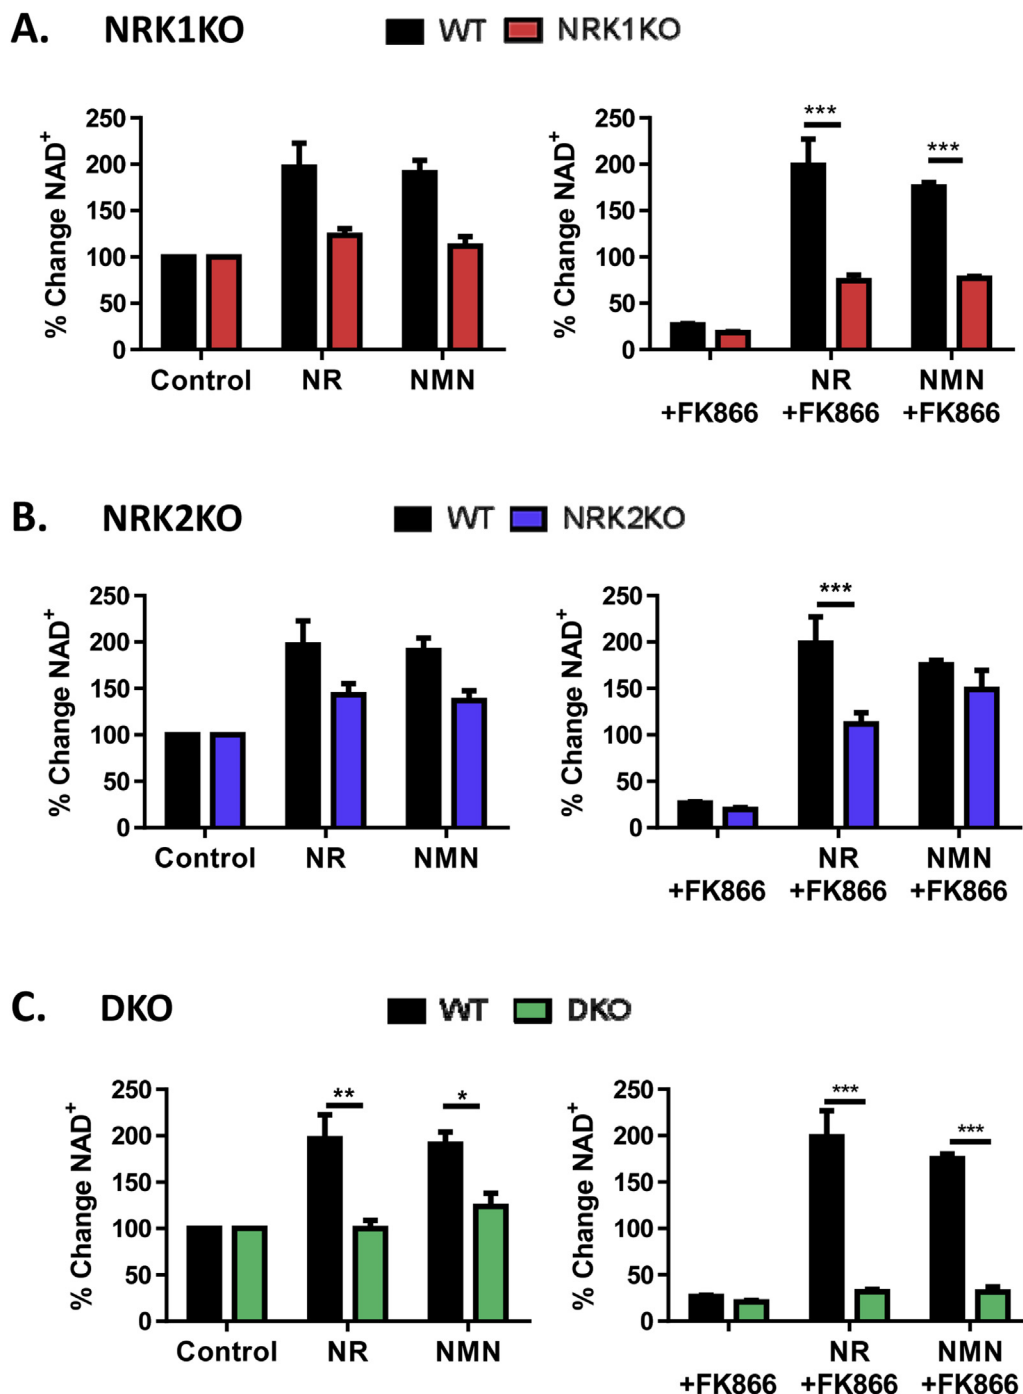 A. NRK1KO WT NRK1KO
% Change NAD+
250
200
150
100
50
0
Control NR NMN
% Change NAD+
250
200
150
100
50
0
*** ***
NR NMN
+FK866 +FK866 +FK866
B. NRK2KO WT NRK2KO
% Change NAD+
250
200
150
100
50
0
Control NR NMN
% Change NAD+
250
200
150
100
50
0
***
NR NMN
+FK866 +FK866 +FK866
C. DKO WT DKO
% Change NAD+
250
200
150
100
50
0
** *
Control NR NMN
% Change NAD+
250
200
150
100
50
0
*** ***
NR NMN
+FK866 +FK866 +FK866